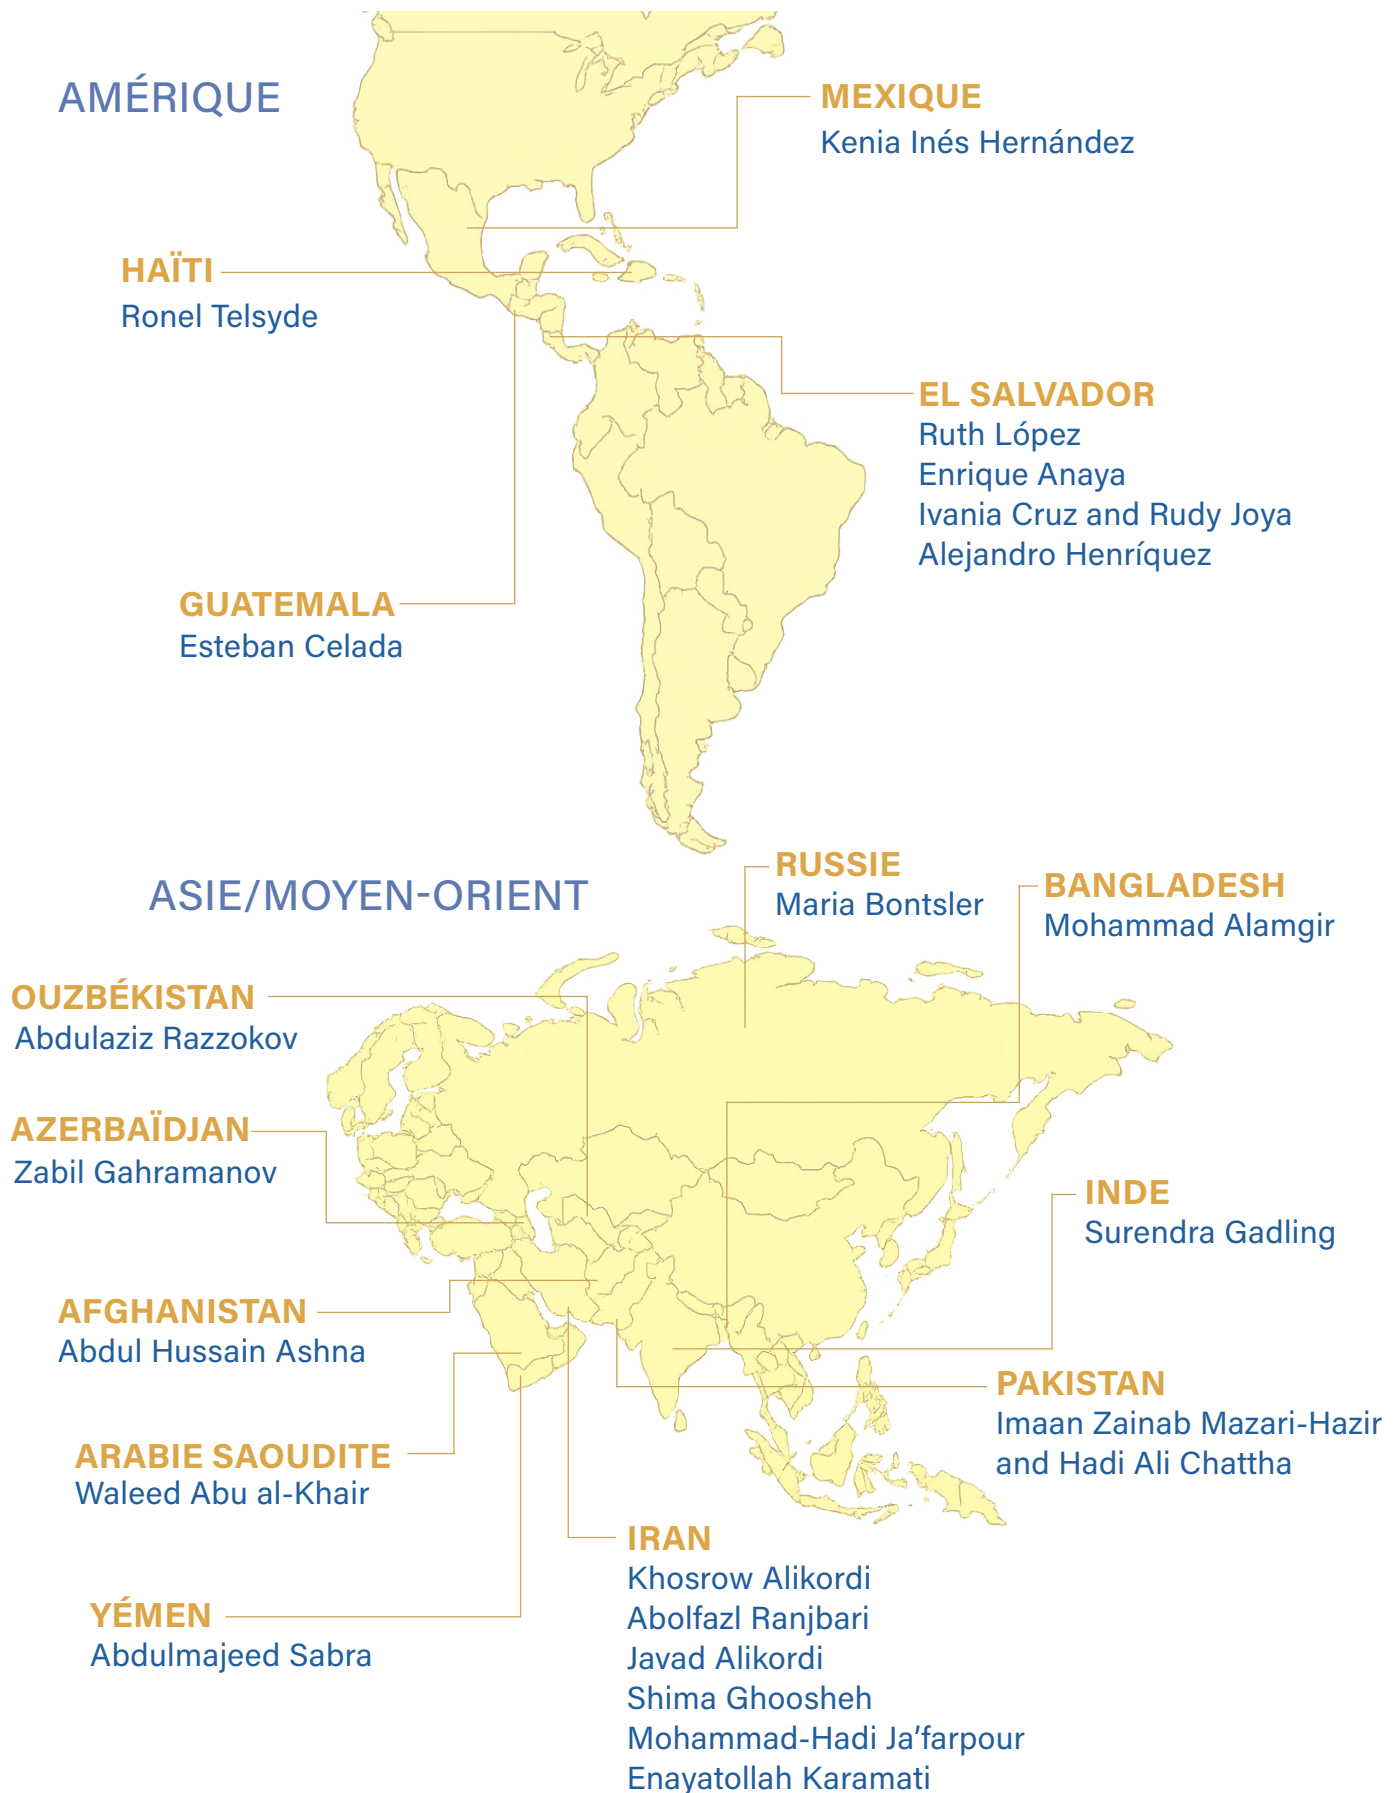 AMÉRIQUE
MEXIQUE
Kenia Inés Hernández
HAÏTI
Ronel Telsyde
EL SALVADOR
Ruth López
Enrique Anaya
Ivania Cruz and Rudy Joya
Alejandro Henríquez
GUATEMALA
Esteban Celada
ASIE/MOYEN-ORIENT
RUSSIE
Maria Bontsler
BANGLADESH
Mohammad Alamgir
OUZBÉKISTAN
Abdulaziz Razzokov
AZERBAÏDJAN
Zabil Gahramanov
INDE
Surendra Gadling
AFGHANISTAN
Abdul Hussain Ashna
PAKISTAN
Imaan Zainab Mazari-Hazir
and Hadi Ali Chattha
ARABIE SAOUDITE
Waleed Abu al-Khair
IRAN
Khosrow Alikordi
Abolfazl Ranjbari
Javad Alikordi
Shima Ghoosheh
Mohammad-Hadi Ja’farpour
Enayatollah Karamati
YÉMEN
Abdulmajeed Sabra